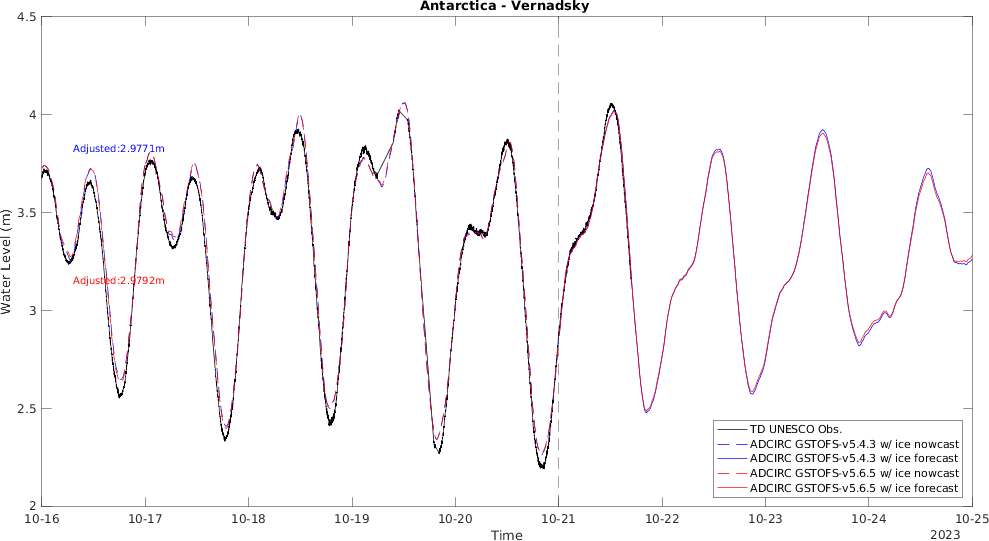 Antarctica - Vernadsky
4.5
4
3.5
3
2.5
2
Water Level (m)
Adjusted:2.9771m
Adjusted:2.9792m
TD UNESCO Obs.
ADCIRC GSTOFS-v5.4.3 w/ ice nowcast
ADCIRC GSTOFS-v5.4.3 w/ ice forecast
ADCIRC GSTOFS-v5.6.5 w/ ice nowcast
ADCIRC GSTOFS-v5.6.5 w/ ice forecast
10-16 10-17 10-18 10-19 10-20 10-21 10-22 10-23 10-24 10-25
Time
2023